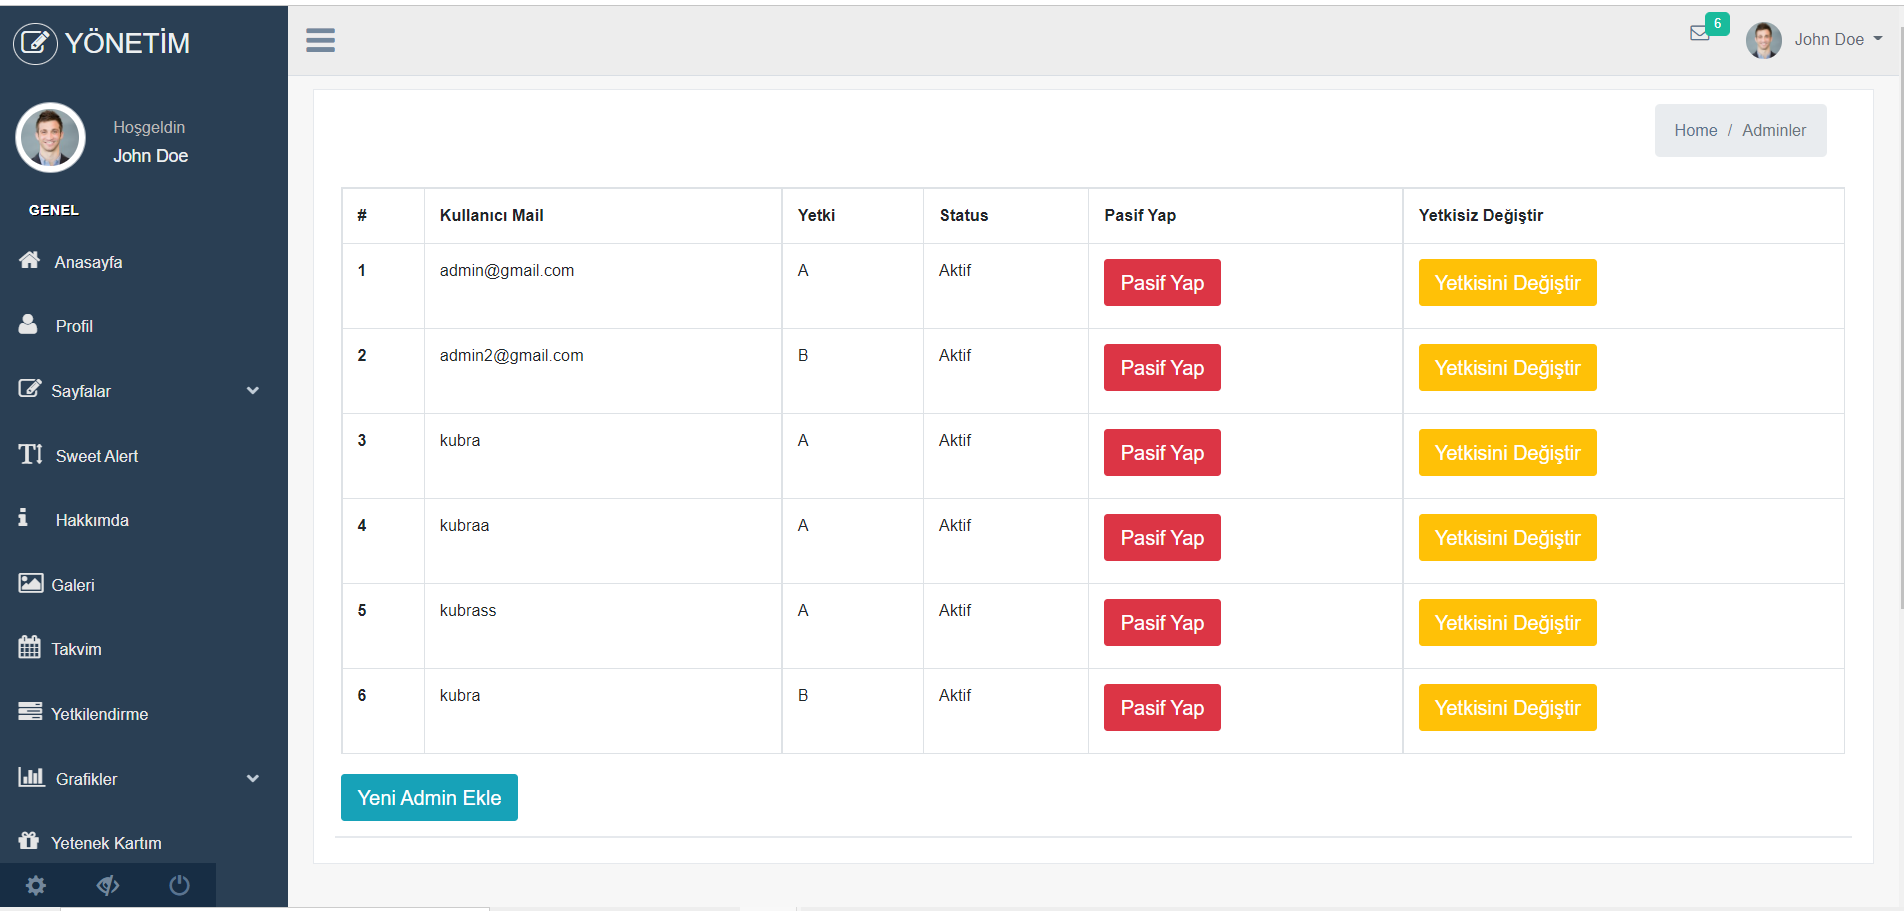 YÖNETİM
6
John Doe
Hoşgeldin
John Doe
GENEL
Anasayfa
Profil
Sayfalar
Sweet Alert
Hakkımda
Galeri
Takvim
Yetkilendirme
Grafikler
Yetenek Kartım
Home / Adminler
# Kullanıcı Mail Yetki Status Pasif Yap Yetkisiz Değiştir
1 admin@gmail.com A Aktif Pasif Yap Yetkisini Değiştir
2 admin2@gmail.com B Aktif Pasif Yap Yetkisini Değiştir
3 kubra A Aktif Pasif Yap Yetkisini Değiştir
4 kubraa A Aktif Pasif Yap Yetkisini Değiştir
5 kubrass A Aktif Pasif Yap Yetkisini Değiştir
6 kubra B Aktif Pasif Yap Yetkisini Değiştir
Yeni Admin Ekle